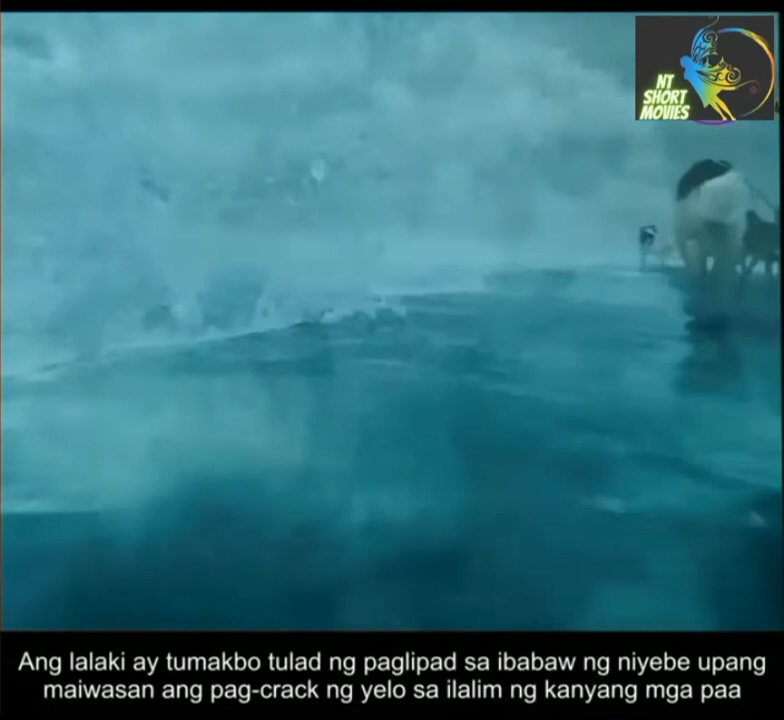 NT
SHORT
MOVIES
Ang lalaki ay tumakbo tulad ng paglipad sa ibabaw ng niyebe upang
maiwasan ang pag-crack ng yelo sa ilalim ng kanyang mga paa